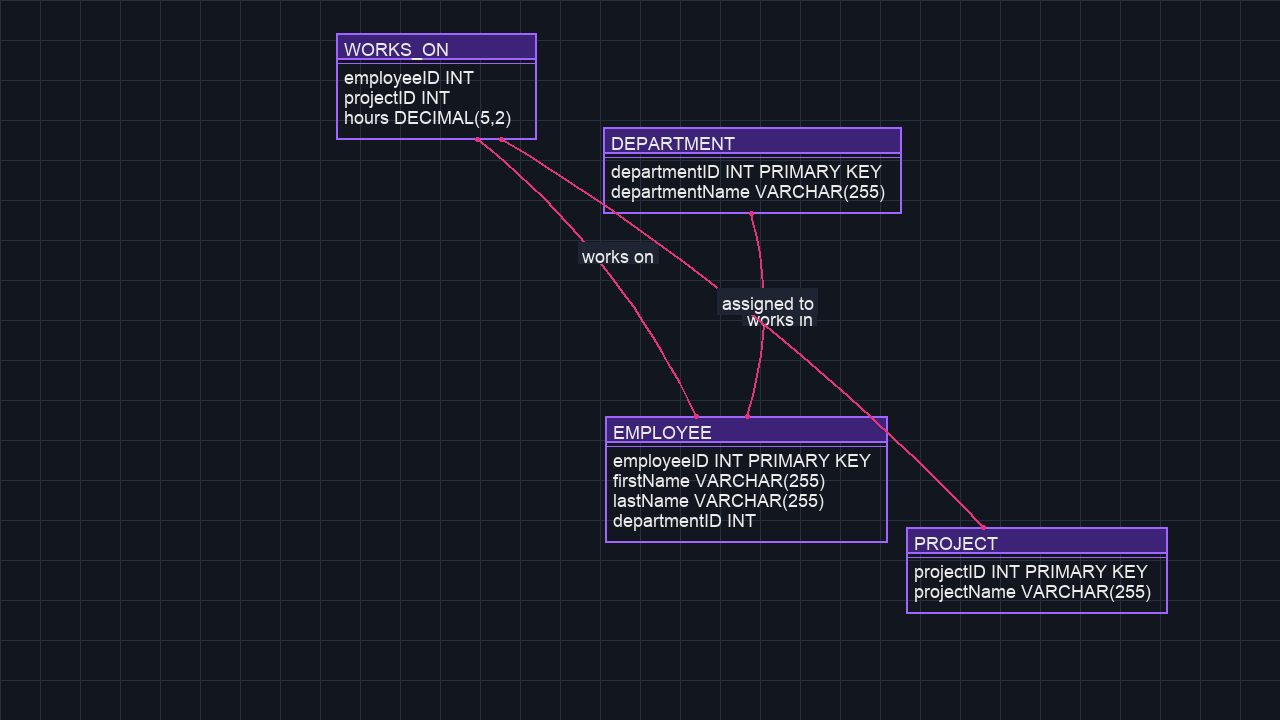 WORKS_ON
employeeID INT
projectID INT
hours DECIMAL(5,2)
DEPARTMENT
departmentID INT PRIMARY KEY
departmentName VARCHAR(255)
works on
assigned to
works in
EMPLOYEE
employeeID INT PRIMARY KEY
firstName VARCHAR(255)
lastName VARCHAR(255)
departmentID INT
PROJECT
projectID INT PRIMARY KEY
projectName VARCHAR(255)